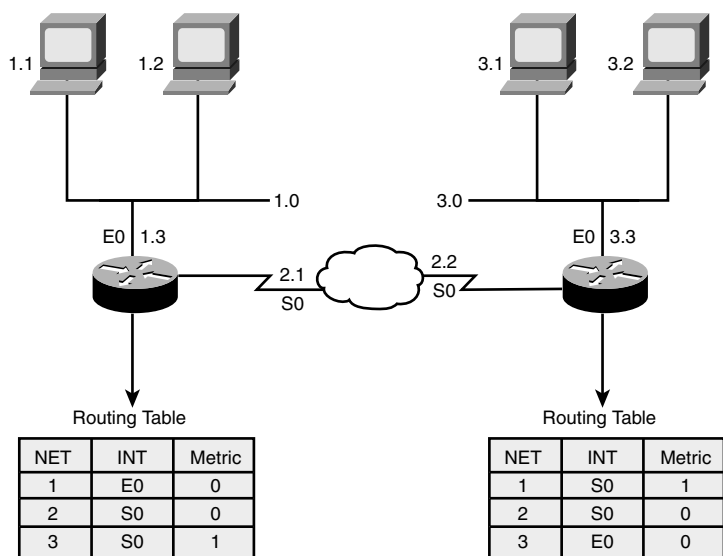 1.1
1.2
3.1
3.2
1.0
3.0
E0 1.3
E0 3.3
2.1
S0
2.2
S0
Routing Table
NET INT Metric
1 E0 0
2 S0 0
3 S0 1
Routing Table
NET INT Metric
1 S0 1
2 S0 0
3 E0 0